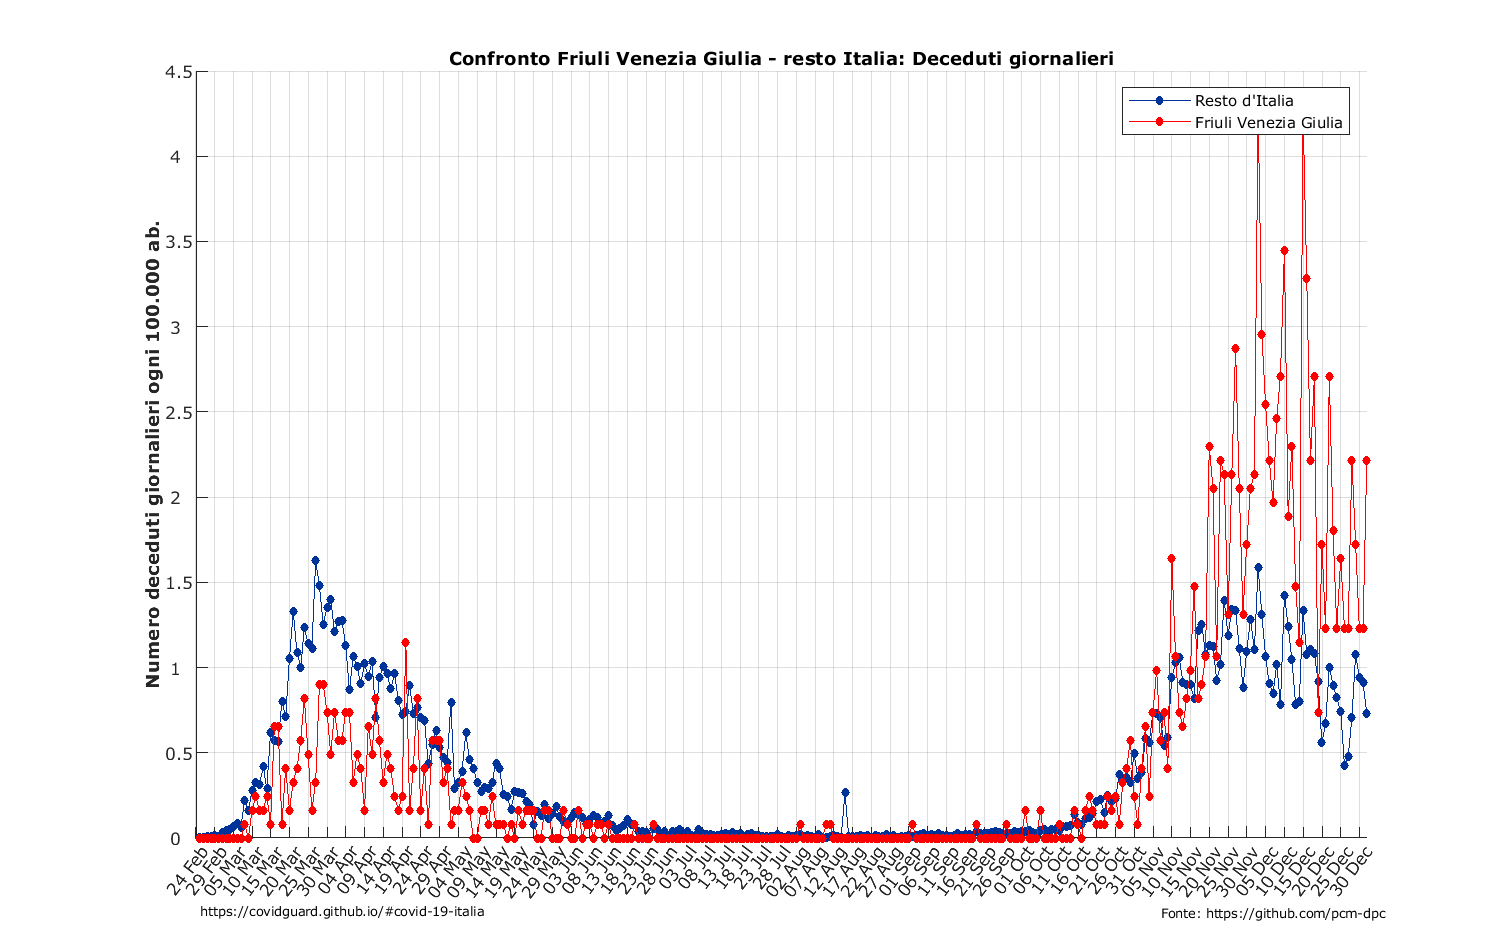 Confronto Friuli Venezia Giulia - resto Italia: Deceduti giornalieri
Numero deceduti giornalieri ogni 100.000 ab.
4.5
4
3.5
3
2.5
2
1.5
1
0.5
0
Resto d'Italia
Friuli Venezia Giulia
24 Feb
29 Feb
05 Mar
10 Mar
15 Mar
20 Mar
25 Mar
30 Mar
04 Apr
09 Apr
14 Apr
19 Apr
24 Apr
29 Apr
04 May
09 May
14 May
19 May
24 May
29 May
03 Jun
08 Jun
13 Jun
18 Jun
23 Jun
28 Jun
03 Jul
08 Jul
13 Jul
18 Jul
23 Jul
28 Jul
02 Aug
07 Aug
12 Aug
17 Aug
22 Aug
27 Aug
01 Sep
06 Sep
11 Sep
16 Sep
21 Sep
26 Sep
01 Oct
06 Oct
11 Oct
16 Oct
21 Oct
26 Oct
31 Oct
05 Nov
10 Nov
15 Nov
20 Nov
25 Nov
30 Nov
05 Dec
10 Dec
15 Dec
20 Dec
25 Dec
30 Dec
https://covidguard.github.io/#covid-19-italia
Fonte: https://github.com/pcm-dpc